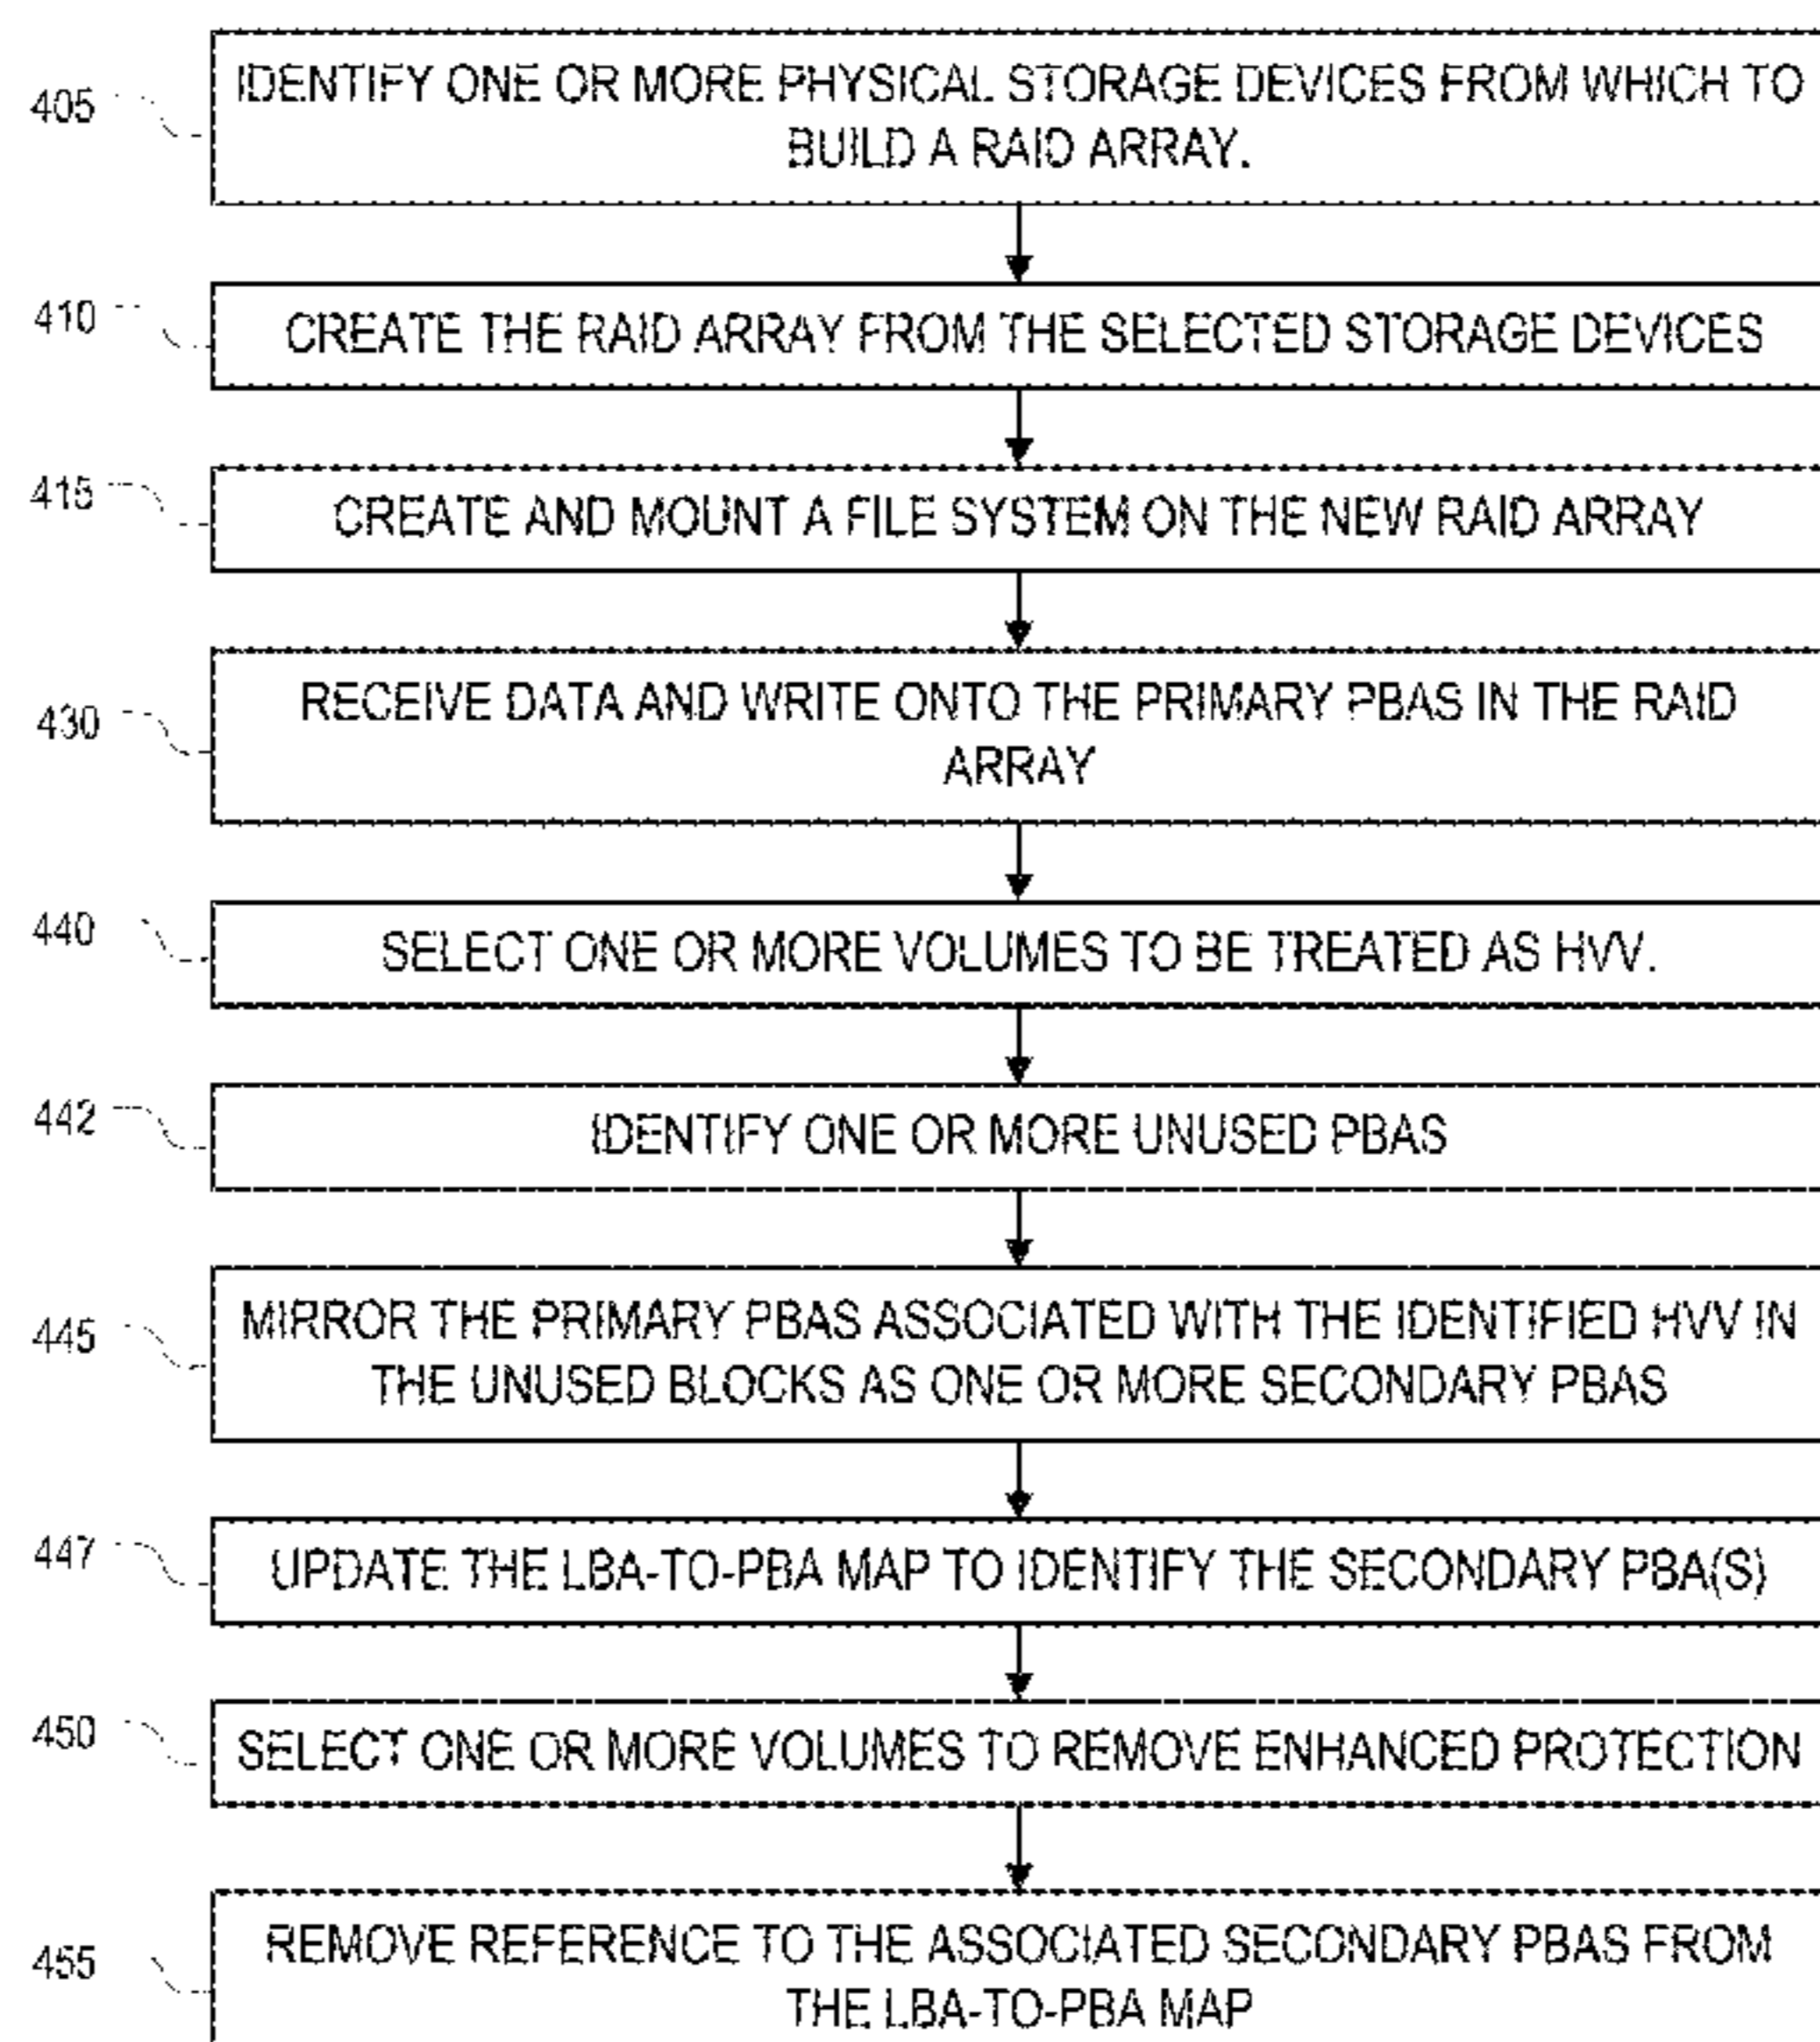 405
IDENTIFY ONE OR MORE PHYSICAL STORAGE DEVICES FROM WHICH TO
BUILD A RAID ARRAY.
410
CREATE THE RAID ARRAY FROM THE SELECTED STORAGE DEVICES
415
CREATE AND MOUNT A FILE SYSTEM ON THE NEW RAID ARRAY
430
RECEIVE DATA AND WRITE ONTO THE PRIMARY PBAS IN THE RAID
ARRAY
440
SELECT ONE OR MORE VOLUMES TO BE TREATED AS HVV.
442
IDENTIFY ONE OR MORE UNUSED PBAS
445
MIRROR THE PRIMARY PBAS ASSOCIATED WITH THE IDENTIFIED HVV IN
THE UNUSED BLOCKS AS ONE OR MORE SECONDARY PBAS
447
UPDATE THE LBA-TO-PBA MAP TO IDENTIFY THE SECONDARY PBA(S)
450
SELECT ONE OR MORE VOLUMES TO REMOVE ENHANCED PROTECTION
455
REMOVE REFERENCE TO THE ASSOCIATED SECONDARY PBAS FROM
THE LBA-TO-PBA MAP